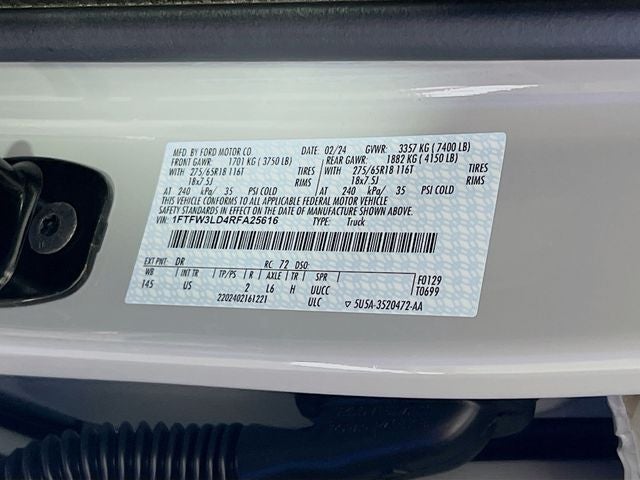 MFD. BY FORD MOTOR CO. DATE: 02/24 GVWR: 3357 KG ( 7400 LB)
FRONT GAWR: 1701 KG ( 3750 LB) REAR GAWR: 1882 KG ( 4150 LB)
WITH 275/65R18 116T TIRES WITH 275/65R18 116T TIRES
18x7.5J RIMS 18x7.5J RIMS
AT 240 kPa/ 35 PSI COLD AT 240 kPa/ 35 PSI COLD
THIS VEHICLE CONFORMS TO ALL APPLICABLE FEDERAL MOTOR VEHICLE
SAFETY STANDARDS IN EFFECT ON THE DATE OF MANUFACTURE SHOWN ABOVE.
VIN: 1FTFW3LD4RFA25616 TYPE: Truck
EXT PNT: DR RC: 72 DSO:
WB INT TR TP/PS R AXLE TR SPR F0129
145 US 2 L6 H UUCC T0699
2202402161221 ULC ▽ 5U5A-3520472-AA